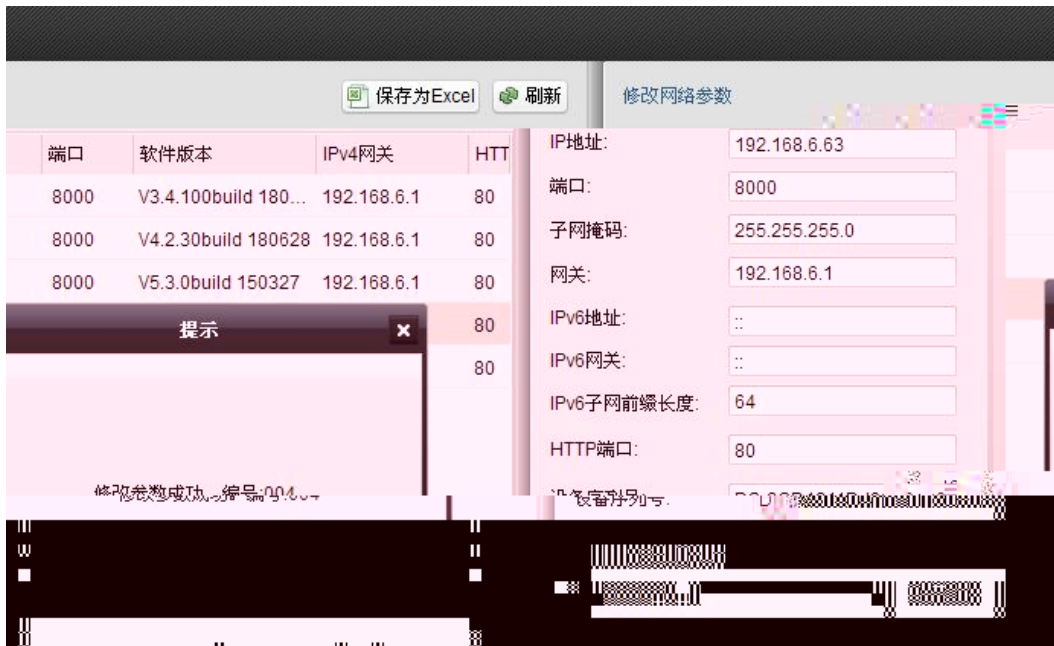 保存为Excel 刷新 修改网络参数
端口 软件版本 IPv4网关 HTT
8000 V3.4.100build 180... 192.168.6.1 80
8000 V4.2.30build 180628 192.168.6.1 80
8000 V5.3.0build 150327 192.168.6.1 80
80
80
提示
修改参数成功
IP地址: 192.168.6.63
端口: 8000
子网掩码: 255.255.255.0
网关: 192.168.6.1
IPv6地址: ::
IPv6网关: ::
IPv6子网前缀长度: 64
HTTP端口: 80